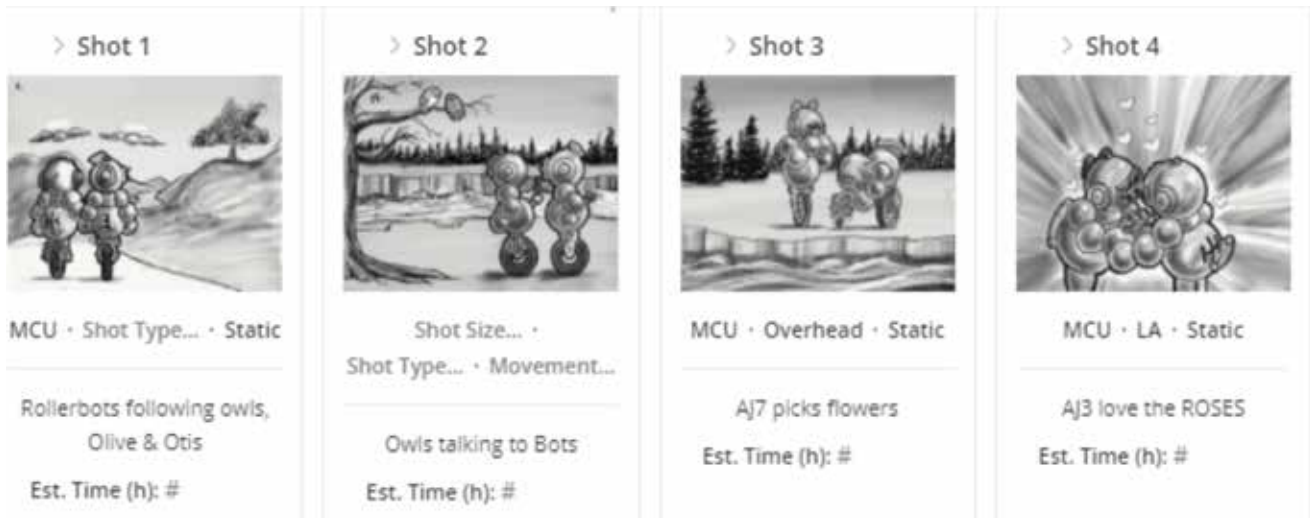 Shot 1
MCU · Shot Type... · Static
Rollerbots following owls,
Olive & Otis
Est. Time (h): #
Shot 2
Shot Size... ·
Shot Type... · Movement...
Owls talking to Bots
Est. Time (h): #
Shot 3
MCU · Overhead · Static
AJ7 picks flowers
Est. Time (h): #
Shot 4
MCU · LA · Static
AJ3 love the ROSES
Est. Time (h): #